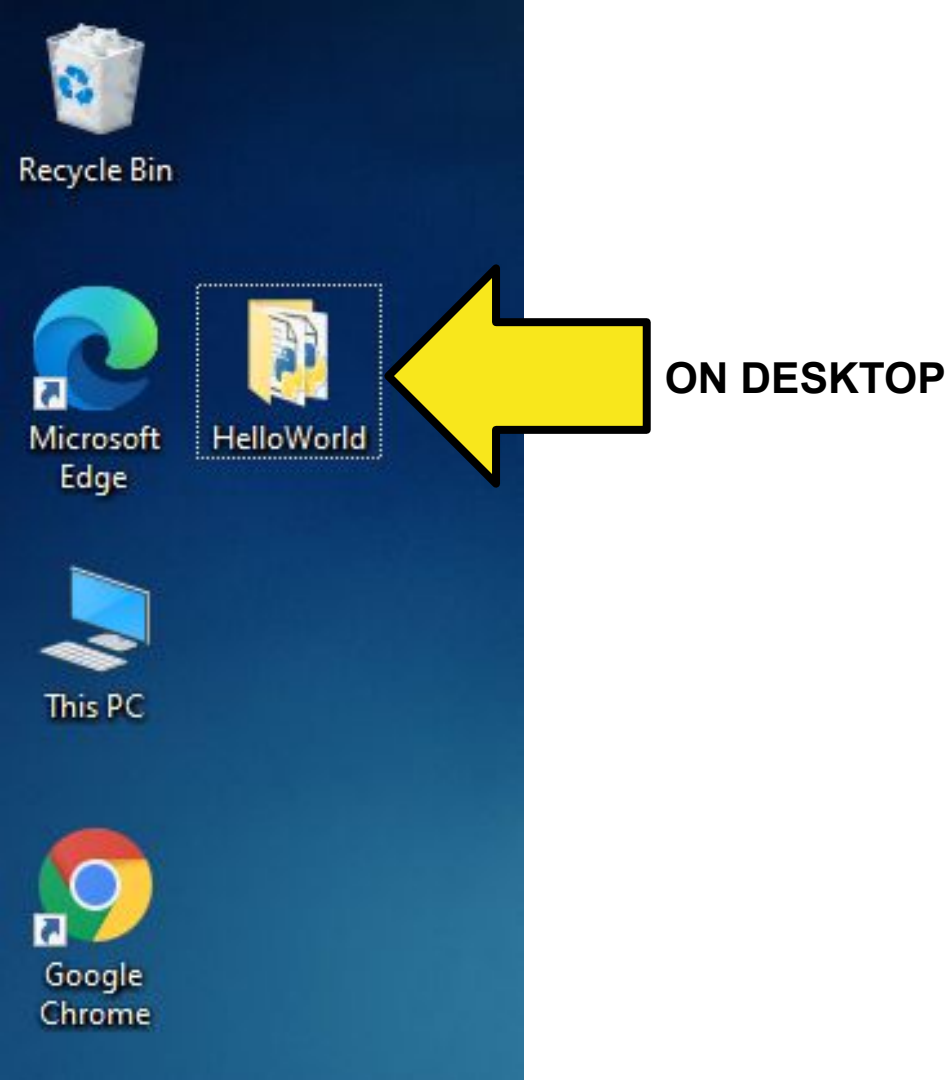 Recycle Bin
Microsoft
Edge
HelloWorld
ON DESKTOP
This PC
Google
Chrome